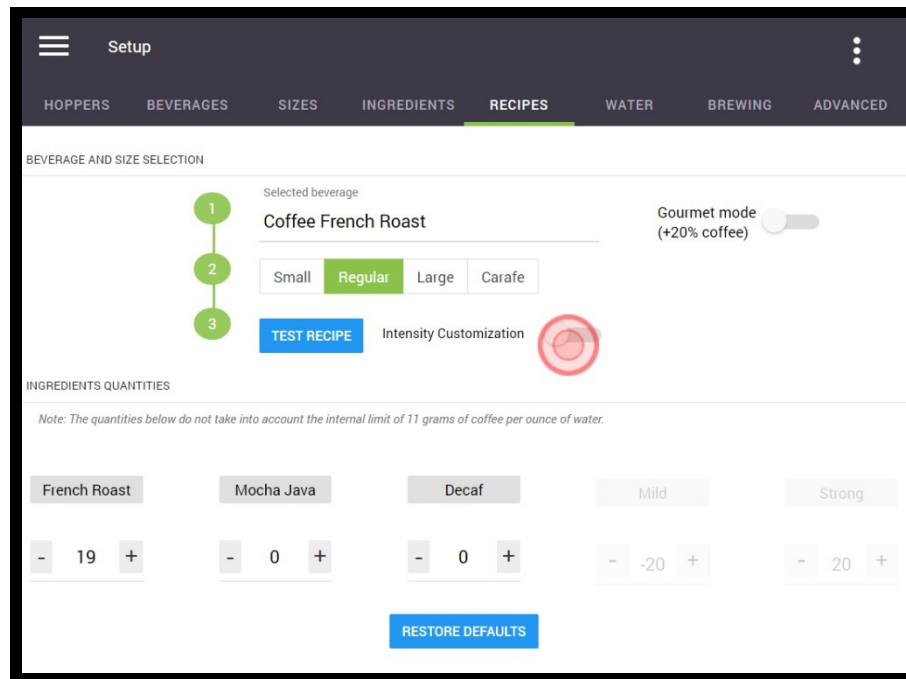 Setup
HOPPERS BEVERAGES SIZES INGREDIENTS RECIPES WATER BREWING ADVANCED
BEVERAGE AND SIZE SELECTION
1
Selected beverage
Coffee French Roast
Gourmet mode
(+20% coffee)
2
Small Regular Large Carafe
3
TEST RECIPE Intensity Customization
INGREDIENTS QUANTITIES
Note: The quantities below do not take into account the internal limit of 11 grams of coffee per ounce of water.
French Roast Mocha Java Decaf Mild Strong
- 19 + - 0 + - 0 + - -20 + - 20 +
RESTORE DEFAULTS